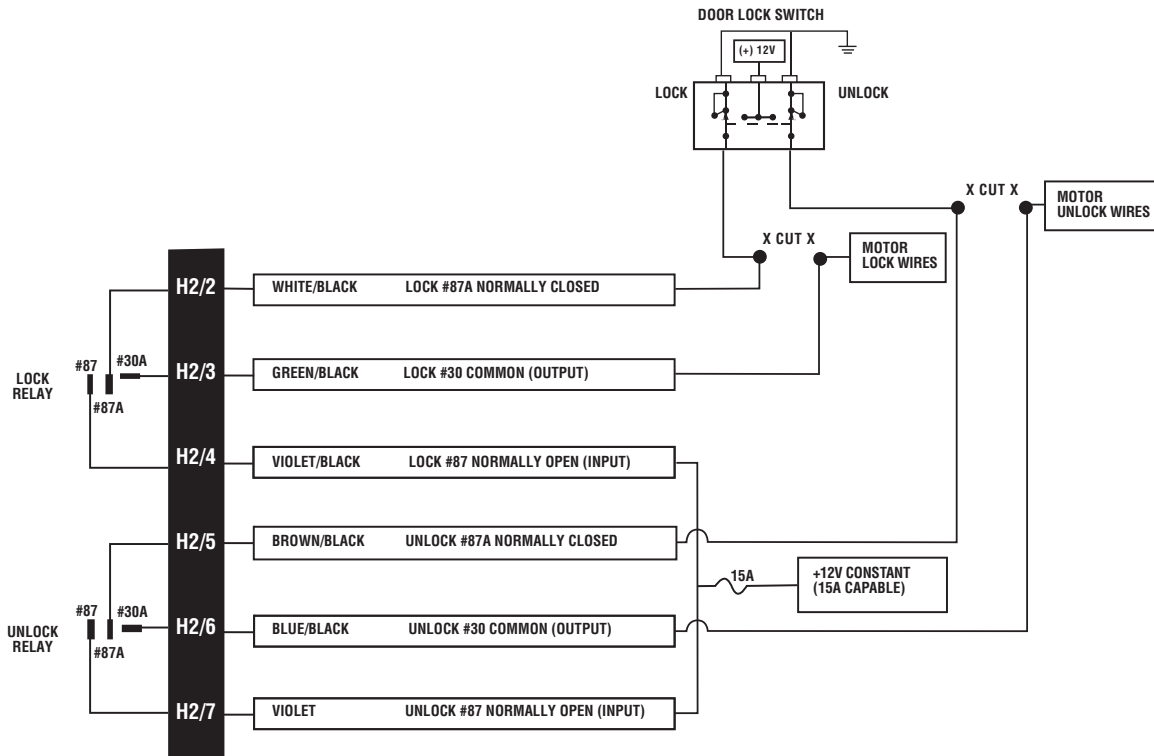 DOOR LOCK SWITCH
(+) 12V
LOCK
UNLOCK
X CUT X
MOTOR
UNLOCK WIRES
X CUT X
MOTOR
LOCK WIRES
H2/2
WHITE/BLACK LOCK #87A NORMALLY CLOSED
LOCK
RELAY
#87
#30A
#87A
H2/3
GREEN/BLACK LOCK #30 COMMON (OUTPUT)
H2/4
VIOLET/BLACK LOCK #87 NORMALLY OPEN (INPUT)
H2/5
BROWN/BLACK UNLOCK #87A NORMALLY CLOSED
15A
+12V CONSTANT
(15A CAPABLE)
UNLOCK
RELAY
#87
#30A
#87A
H2/6
BLUE/BLACK UNLOCK #30 COMMON (OUTPUT)
H2/7
VIOLET UNLOCK #87 NORMALLY OPEN (INPUT)